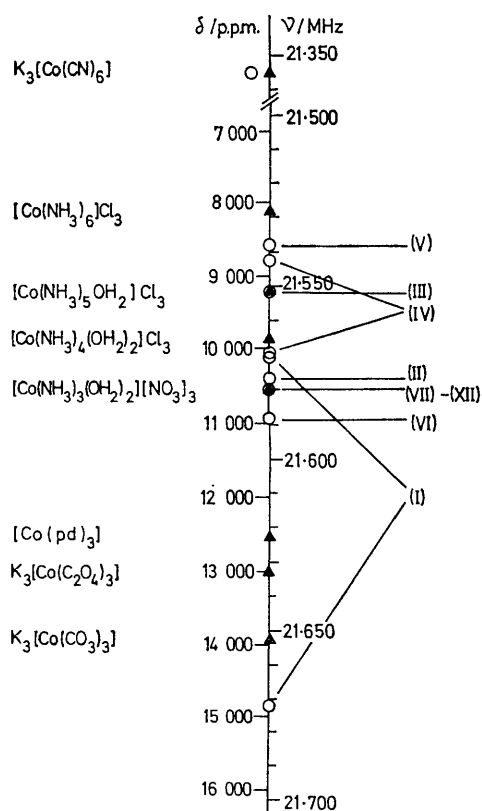 δ/p.p.m. ν/MHz
21·350
K₃[Co(CN)₆]
21·500
7 000
8 000
[Co(NH₃)₆]Cl₃
(V)
9 000
21·550
[Co(NH₃)₅OH₂]Cl₃ (III)
(IV)
[Co(NH₃)₄(OH₂)₂]Cl₃
10 000
(II)
[Co(NH₃)₃(OH₂)₂][NO₃]₃ (VII)-(XII)
11 000 (VI)
21·600
12 000 (I)
[Co(pd)₃]
13 000
K₃[Co(C₂O₄)₃]
21·650
K₃[Co(CO₃)₃]
14 000
15 000
16 000
21·700